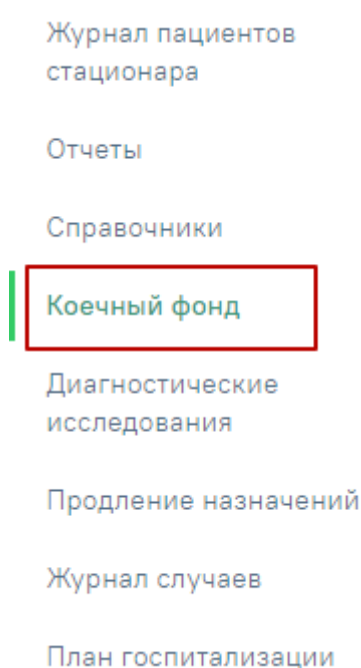 Журнал пациентов
стационара
Отчеты
Справочники
Коечный фонд
Диагностические
исследования
Продление назначений
Журнал случаев
План госпитализации